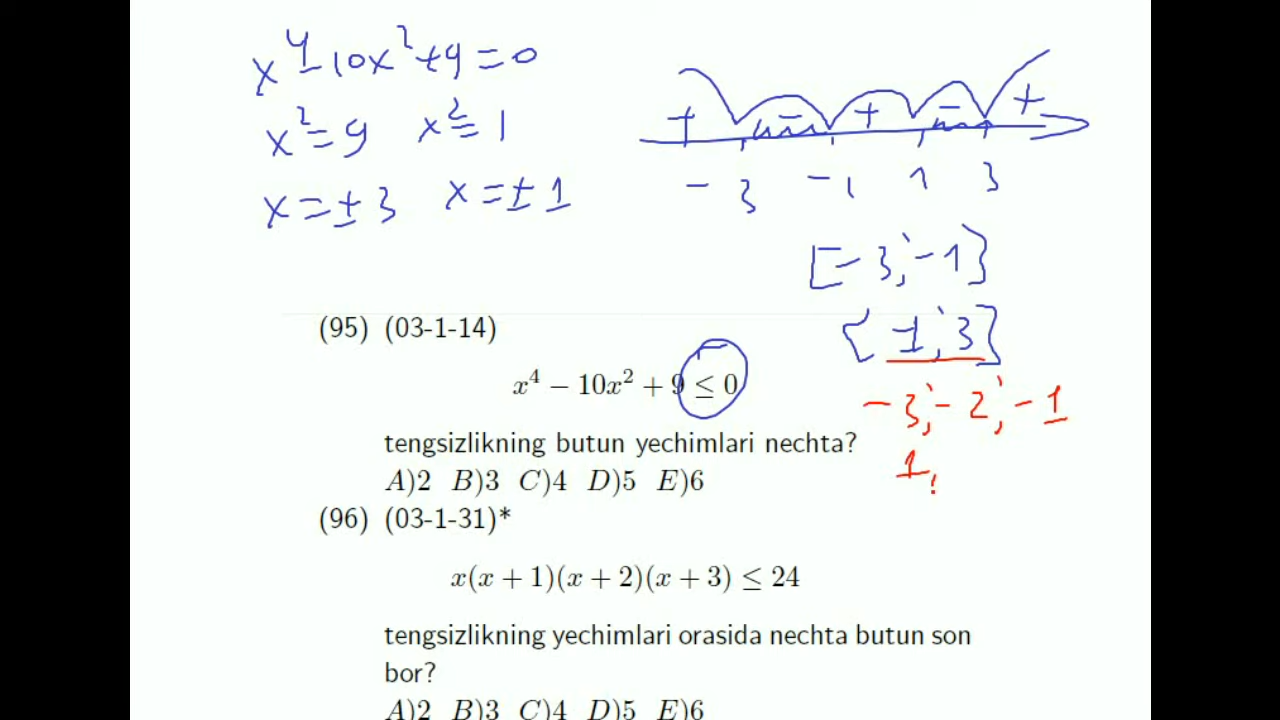 x⁴-10x²+9=0
x²=9 x²=1
x=±3 x=±1
+ - + - +
-3 -1 1 3
[-3;-1]
[1;3]
-3;-2;-1
1,
(95) (03-1-14)
x⁴ − 10x² + 9 ≤ 0
tengsizlikning butun yechimlari nechta?
A)2 B)3 C)4 D)5 E)6
(96) (03-1-31)*
x(x + 1)(x + 2)(x + 3) ≤ 24
tengsizlikning yechimlari orasida nechta butun son
bor?
A)2 B)3 C)4 D)5 E)6